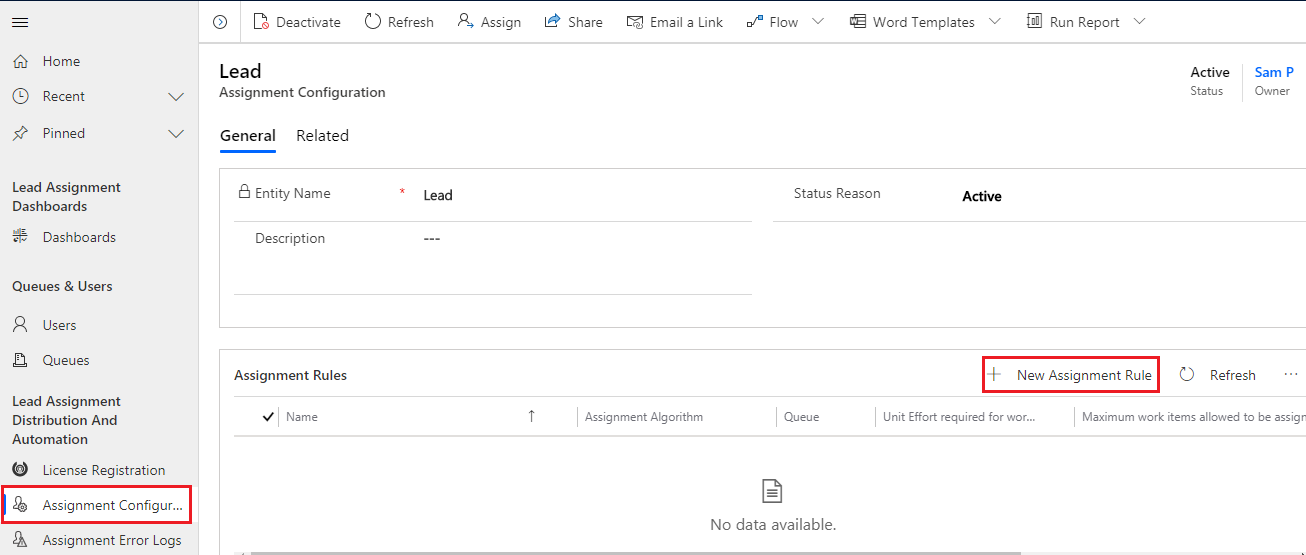 Home
Recent
Pinned
Lead Assignment
Dashboards
Dashboards
Queues & Users
Users
Queues
Lead Assignment
Distribution And
Automation
License Registration
Assignment Configur...
Assignment Error Logs
Deactivate Refresh Assign Share Email a Link Flow Word Templates Run Report
Lead
Assignment Configuration
Active
Status
Sam P
Owner
General Related
Entity Name * Lead
Status Reason Active
Description ---
Assignment Rules
New Assignment Rule Refresh ...
Name Assignment Algorithm Queue Unit Effort required for wor... Maximum work items allowed to be assign
No data available.